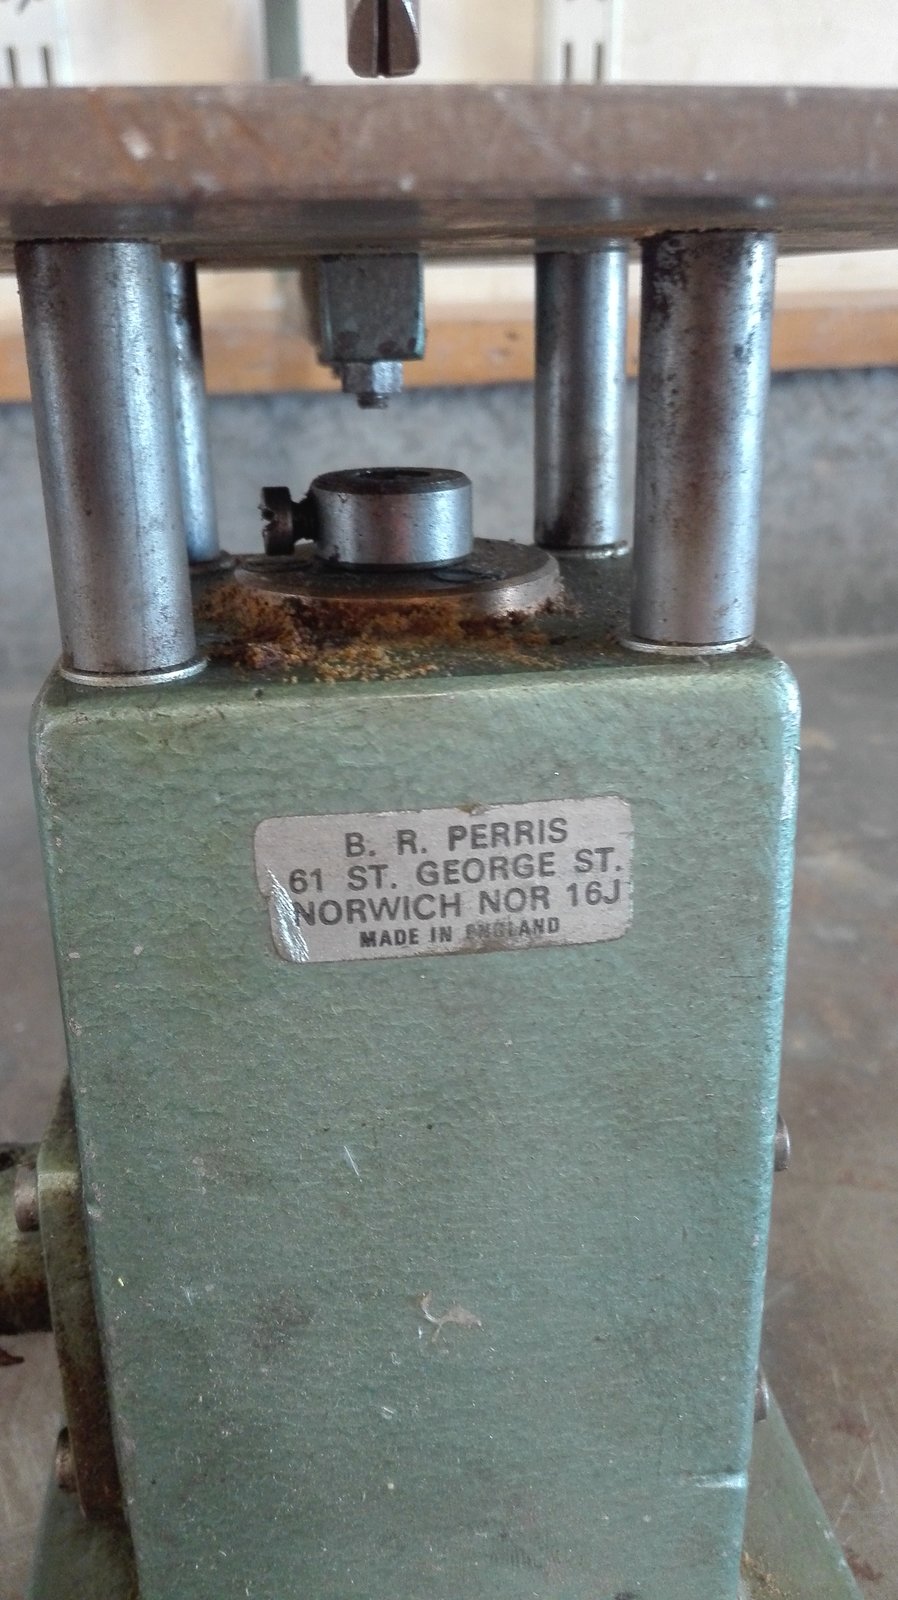 B. R. PERRIS
61 ST. GEORGE ST.
NORWICH NOR 16J
MADE IN ENGLAND